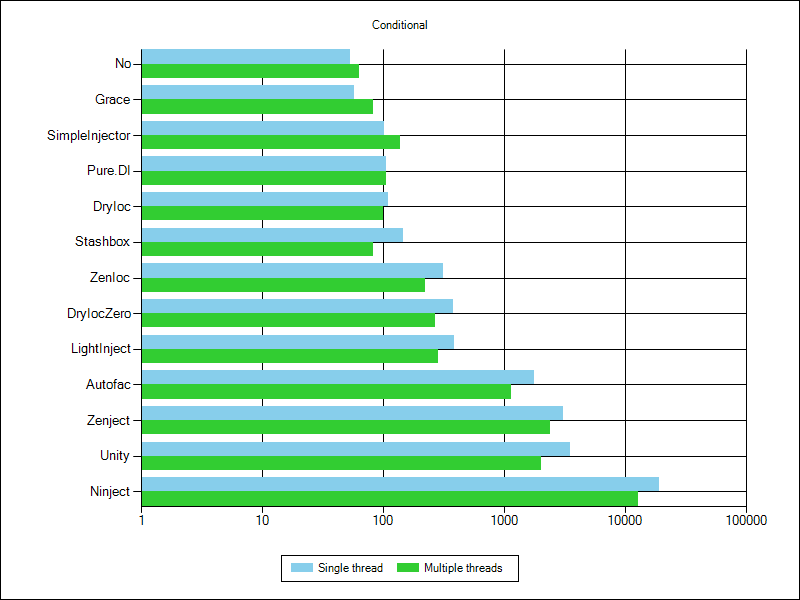 Conditional
No
Grace
SimpleInjector
Pure.DI
DryIoc
Stashbox
ZenIoc
DryIocZero
LightInject
Autofac
Zenject
Unity
Ninject
1 10 100 1000 10000 100000
Single thread Multiple threads